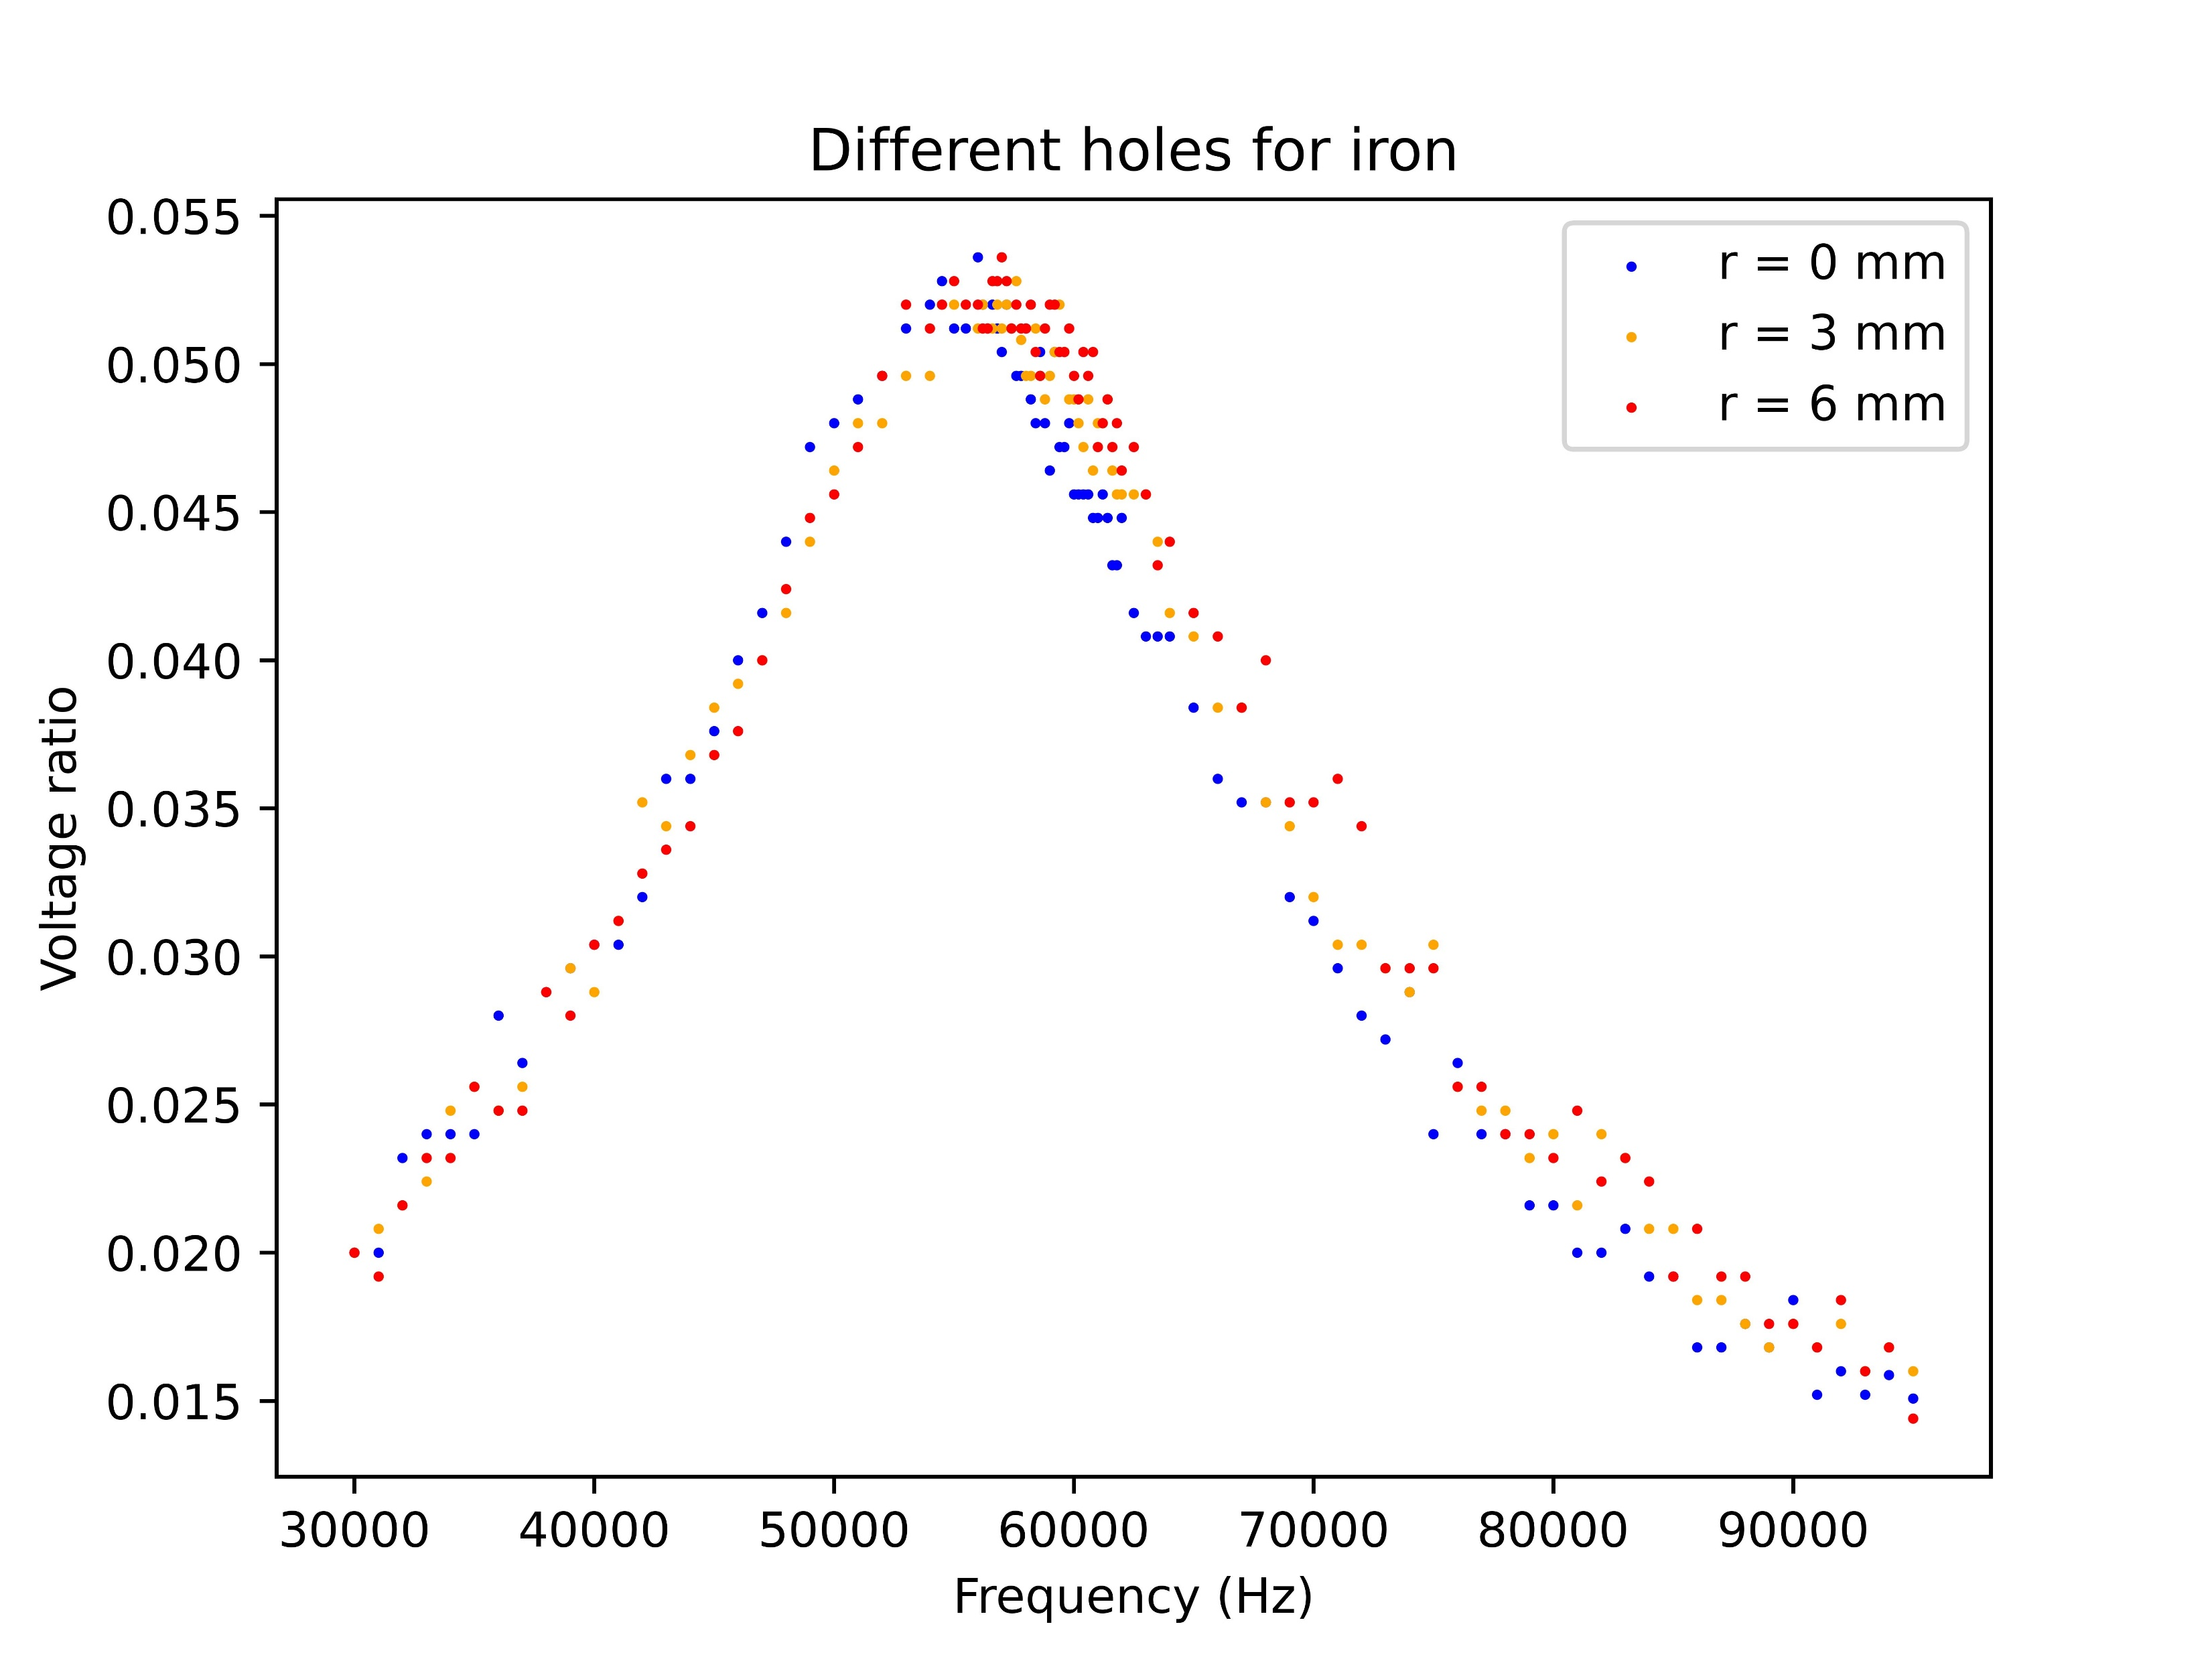 Different holes for iron
r = 0 mm
r = 3 mm
r = 6 mm
Voltage ratio
0.055
0.050
0.045
0.040
0.035
0.030
0.025
0.020
0.015
30000 40000 50000 60000 70000 80000 90000
Frequency (Hz)